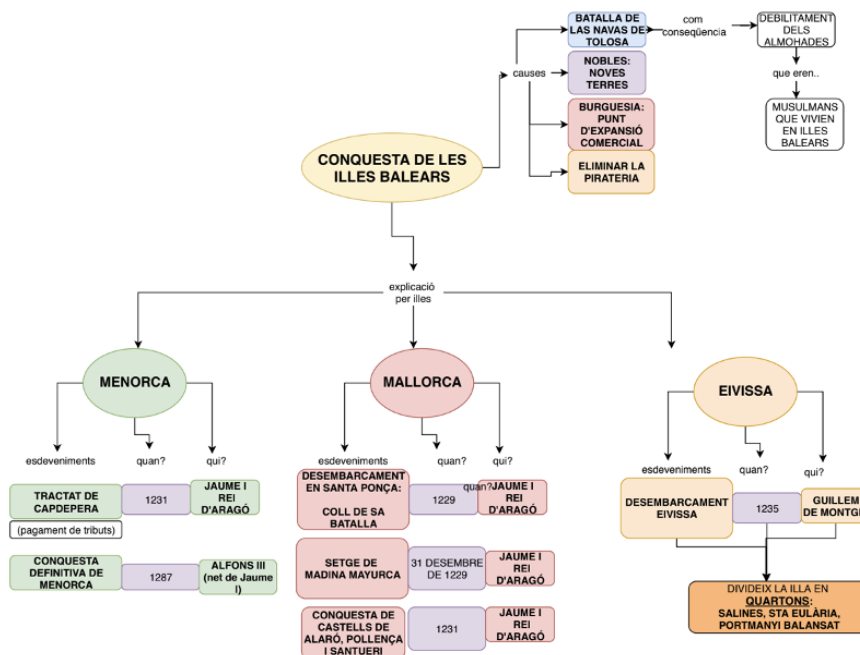 BATALLA DE
LAS NAVAS DE
TOLOSA
com
conseqüencia
DEBILITAMENT
DELS
ALMOHADES
causes
NOBLES:
NOVES
TERRES
que eren..
BURGUESIA:
PUNT
D'EXPANSIÓ
COMERCIAL
MUSULMANS
QUE VIVIEN
EN ILLES
BALEARS
ELIMINAR LA
PIRATERIA
CONQUESTA DE LES
ILLES BALEARS
explicació
per illes
MENORCA
esdeveniments
quan?
qui?
TRACTAT DE
CAPDEPERA
1231
JAUME I
REI
D'ARAGÓ
(pagament de tributs)
CONQUESTA
DEFINITIVA DE
MENORCA
1287
ALFONS III
(net de Jaume
I)
MALLORCA
esdeveniments
quan?
qui?
DESEMBARCAMENT
EN SANTA PONÇA:
COLL DE SA
BATALLA
quan?
1229
JAUME I
REI
D'ARAGÓ
SETGE DE
MADINA MAYURCA
31 DESEMBRE
DE 1229
JAUME I
REI
D'ARAGÓ
CONQUESTA DE
CASTELLS DE
ALARÓ, POLLENÇA
I SANTUERI
1231
JAUME I
REI
D'ARAGÓ
EIVISSA
esdeveniments
quan?
qui?
DESEMBARCAMENT
EIVISSA
1235
GUILLEM
DE
DIVIDEIX LA ILLA EN
QUARTONS:
SALINES, STA EULÀRIA,
PORTMANYI BALANSAT